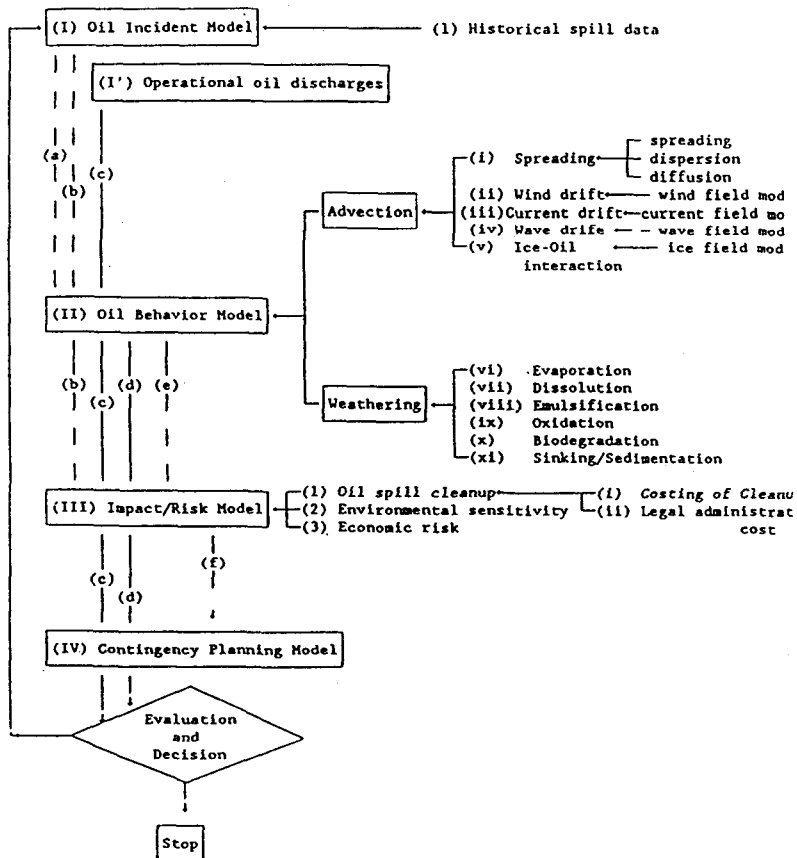 (I) Oil Incident Model
(1) Historical spill data
(I') Operational oil discharges
(a)
(b)
(c)
spreading
(i) Spreading
dispersion
diffusion
(ii) Wind drift
wind field mod
Advection
(iii) Current drift
current field mo
(iv) Wave drife
wave field mod
(v) Ice-Oil
ice field mod
interaction
(II) Oil Behavior Model
(b)
(c)
(d)
(e)
(vi) Evaporation
(vii) Dissolution
Weathering
(viii) Emulsification
(ix) Oxidation
(x) Biodegradation
(xi) Sinking/Sedimentation
(III) Impact/Risk Model
(1) Oil spill cleanup
(i) Costing of Cleanu
(2) Environmental sensitivity
(ii) Legal administrat
(3) Economic risk
cost
(c)
(d)
(f)
(IV) Contingency Planning Model
Evaluation
and
Decision
Stop